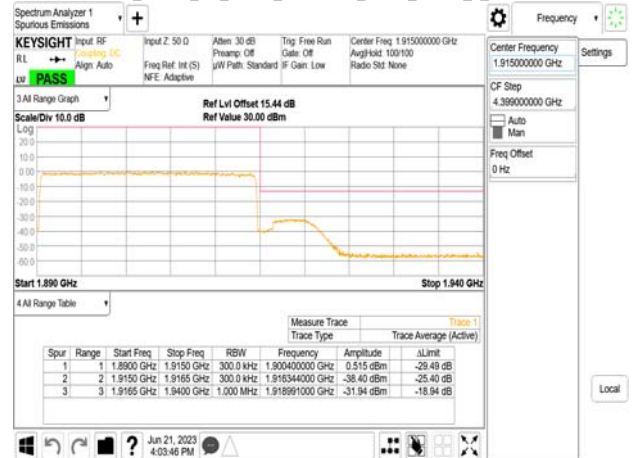 Spectrum Analyzer 1
Spurious Emissions
Frequency
KEYSIGHT Input: RF Input Z: 50 Ω Atten: 30 dB Trig: Free Run Center Freq: 1.915000000 GHz
RL Coupling: DC Preamp: Off Gate: Off Avg|Hold: 100/100
Align: Auto Freq Ref: Int (S) µW Path: Standard IF Gain: Low Radio Std: None
NFE: Adaptive
PASS
Center Frequency
1.915000000 GHz
Settings
CF Step
4.399000000 GHz
Auto
Man
Freq Offset
0 Hz
3 All Range Graph
Ref Lvl Offset 15.44 dB
Scale/Div 10.0 dB Ref Value 30.00 dBm
Log
20.0
10.0
0.00
-10.0
-20.0
-30.0
-40.0
-50.0
-60.0
Start 1.890 GHz Stop 1.940 GHz
4 All Range Table
Measure Trace Trace 1
Trace Type Trace Average (Active)
Spur Range Start Freq Stop Freq RBW Frequency Amplitude ΔLimit
1 1 1.8900 GHz 1.9150 GHz 300.0 kHz 1.900400000 GHz 0.515 dBm -29.49 dB
2 2 1.9150 GHz 1.9165 GHz 300.0 kHz 1.916344000 GHz -38.40 dBm -25.40 dB
3 3 1.9165 GHz 1.9400 GHz 1.000 MHz 1.918991000 GHz -31.94 dBm -18.94 dB
Local
Jun 21, 2023
4:03:46 PM